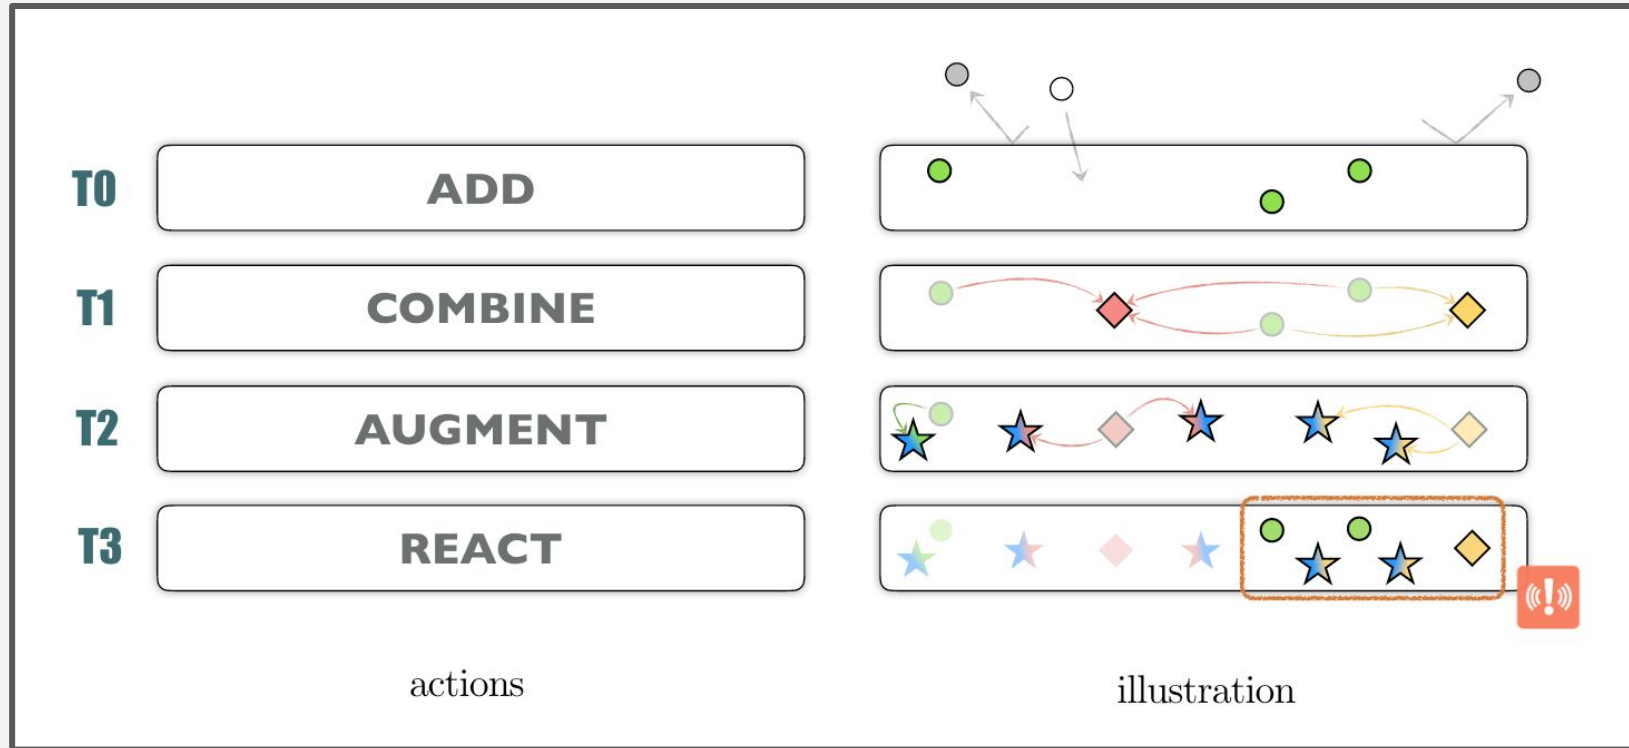 T0
ADD
T1
COMBINE
T2
AUGMENT
T3
REACT
actions
illustration